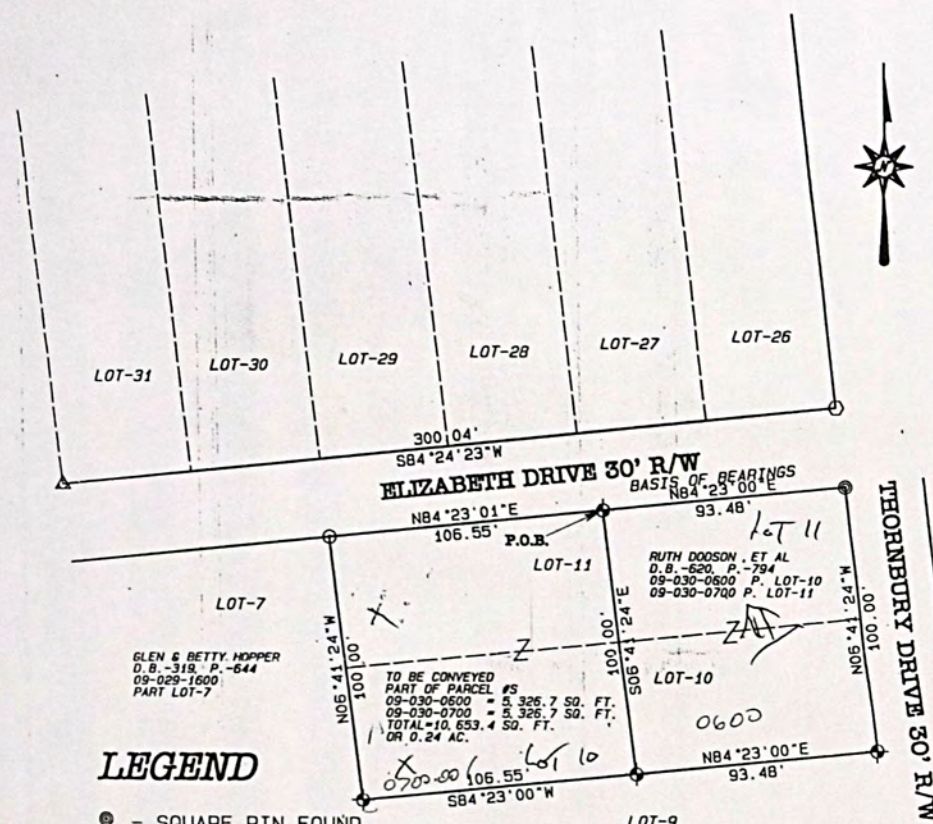 N
LOT-31
LOT-30
LOT-29
LOT-28
LOT-27
LOT-26
300.04'
S84°24'23"W
ELIZABETH DRIVE 30' R/W
BASIS OF BEARINGS
N84°23'01"E
106.55'
P.O.B.
N84°23'00"E
93.48'
LOT 11
LOT-11
RUTH DODSON, ET AL
D.B.-620, P.-794
09-030-0600 P. LOT-10
09-030-0700 P. LOT-11
THORNBURY DRIVE 30' R/W
LOT-7
X
N06°41'24"W
100.00'
100.00'
S06°41'24"E
N06°41'24"W
100.00'
Z
Z
GLEN & BETTY HOPPER
D.B.-319, P.-644
09-029-1600
PART LOT-7
TO BE CONVEYED
PART OF PARCEL #S
09-030-0600 = 5,326.7 SQ. FT.
09-030-0700 = 5,326.7 SQ. FT.
TOTAL=10,653.4 SQ. FT.
OR 0.24 AC.
LOT-10
0600
X
Lot 10
106.55'
S84°23'00"W
N84°23'00"E
93.48'
LEGEND
- SQUARE PIN FOUND
LOT-9